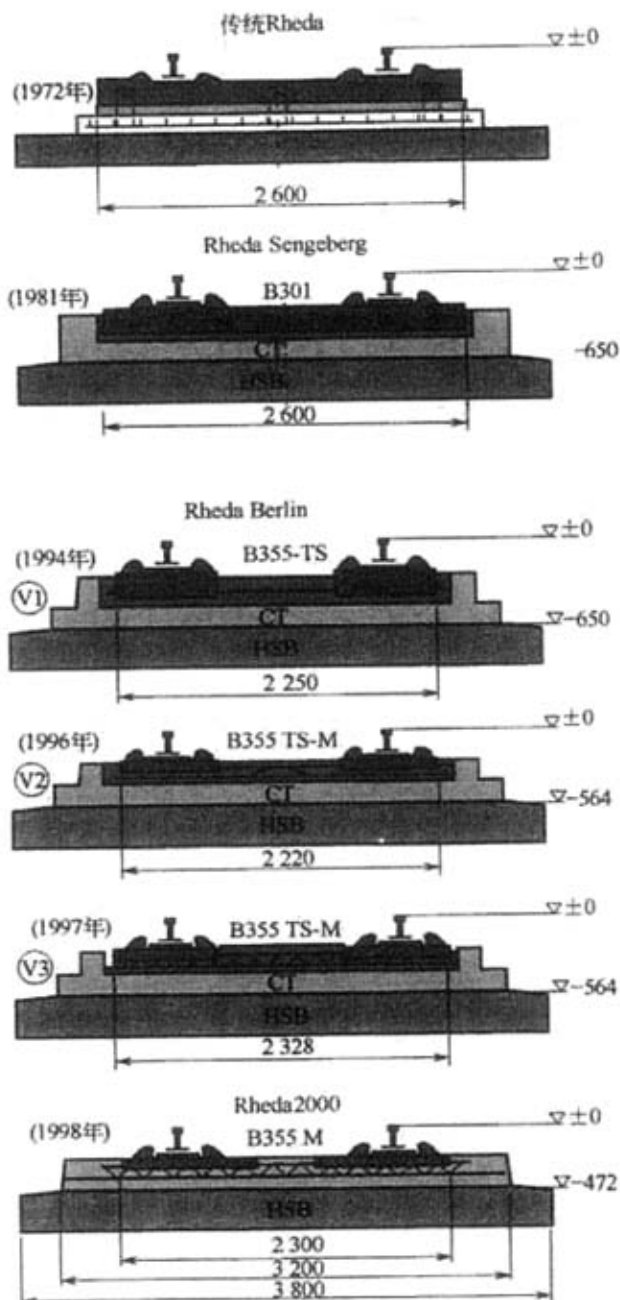 传统Rheda
±0
(1972年)
2 600
Rheda Sengeberg
±0
(1981年)
B301
CT
-650
HSB
2 600
Rheda Berlin
±0
(1994年)
B355-TS
V1
CT
-650
HSB
2 250
±0
(1996年)
B355 TS-M
V2
CT
-564
HSB
2 220
±0
(1997年)
B355 TS-M
V3
CT
-564
HSB
2 328
Rheda2000
±0
(1998年)
B355 M
-472
HSB
2 300
3 200
3 800